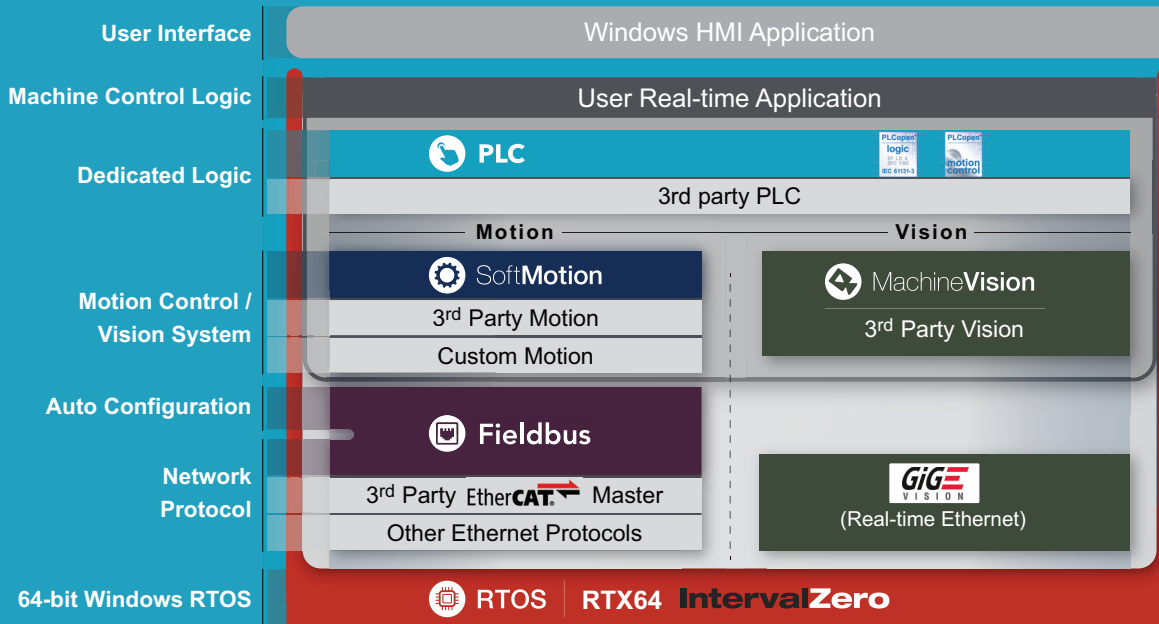 User Interface
Windows HMI Application
Machine Control Logic
User Real-time Application
Dedicated Logic
PLC
PLCopen
logic
IEC 61131-3
PLCopen
motion
control
3rd party PLC
Motion
Vision
Motion Control /
Vision System
SoftMotion
3rd Party Motion
Custom Motion
MachineVision
3rd Party Vision
Auto Configuration
Fieldbus
Network
Protocol
3rd Party EtherCAT® Master
Other Ethernet Protocols
GiGE
VISION
(Real-time Ethernet)
64-bit Windows RTOS
RTOS
RTX64 IntervalZero